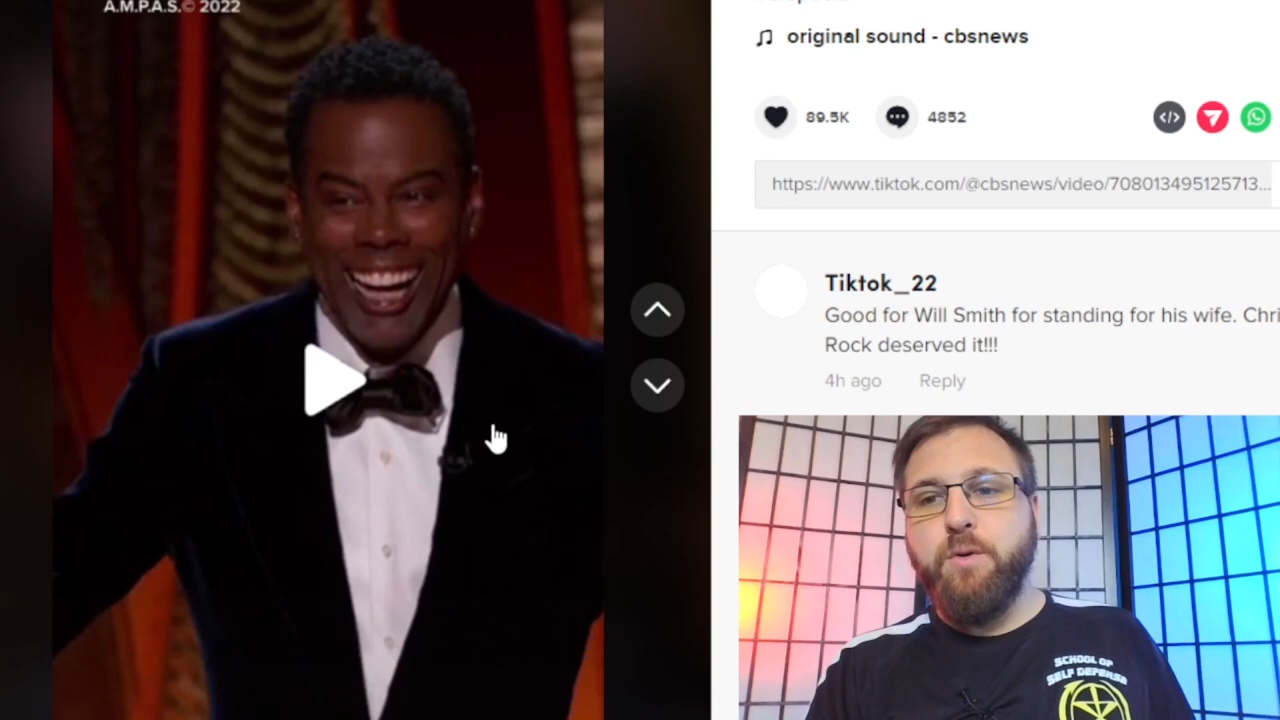 A.M.P.A.S.© 2022
original sound - cbsnews
89.5K
4852
https://www.tiktok.com/@cbsnews/video/708013495125713...
Tiktok_22
Good for Will Smith for standing for his wife. Chri
Rock deserved it!!!
4h ago Reply
SCHOOL OF
SELF DEFENSE